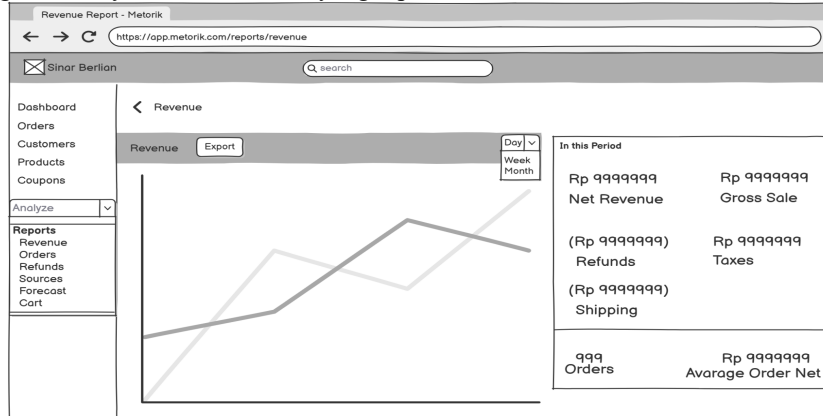 Revenue Report - Metorik
https://app.metorik.com/reports/revenue
Sinar Berlian
search
Dashboard
Orders
Customers
Products
Coupons
Analyze
Reports
Revenue
Orders
Refunds
Sources
Forecast
Cart
Revenue
Revenue
Export
Day
Week
Month
In this Period
Rp 9999999
Net Revenue
Rp 9999999
Gross Sale
(Rp 9999999)
Refunds
Rp 9999999
Taxes
(Rp 9999999)
Shipping
999
Orders
Rp 9999999
Avarage Order Net